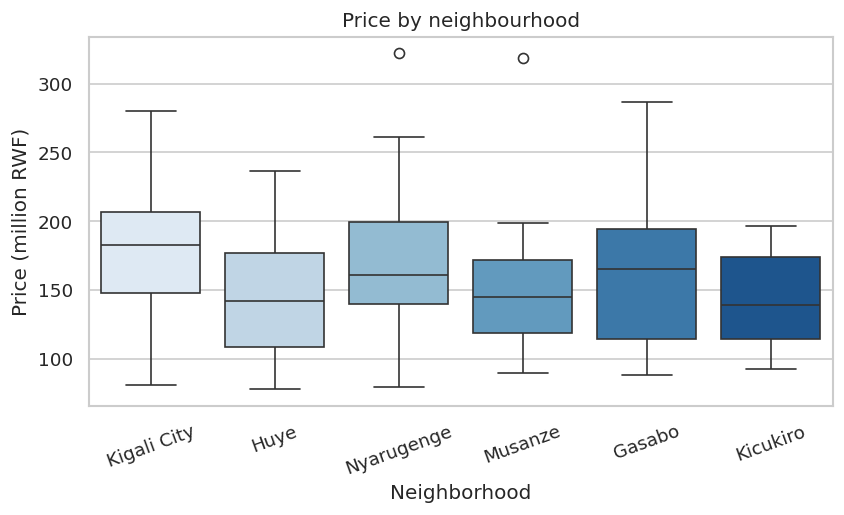 Price by neighbourhood
Price (million RWF)
300
250
200
150
100
Kigali City
Huye
Nyarugenge
Musanze
Gasabo
Kicukiro
Neighborhood